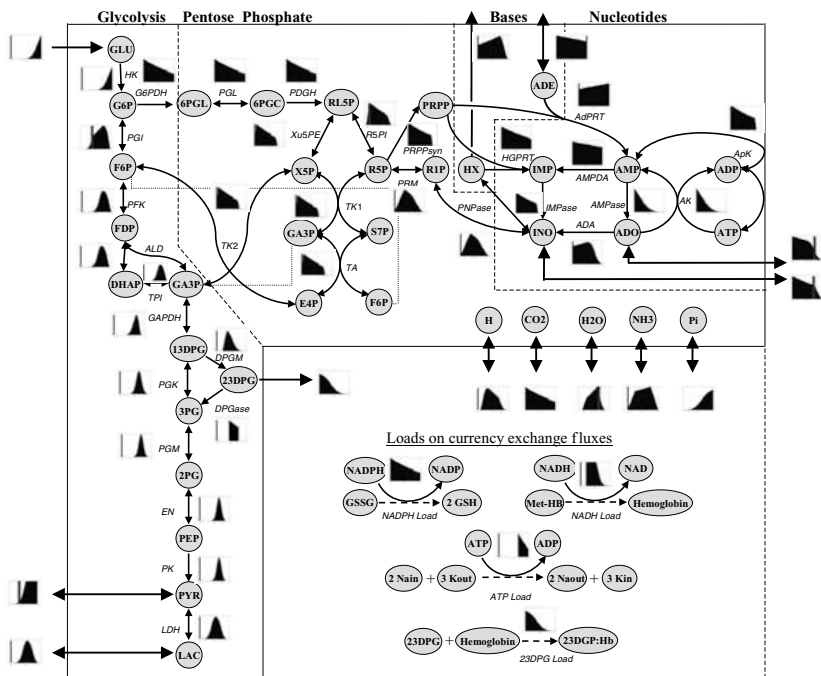 Glycolysis Pentose Phosphate Bases Nucleotides
GLU
HK
G6PDH
PGL
PDGH
G6P
6PGL
6PGC
RL5P
PRPP
ADE
AdPRT
PGI
Xu5PE
R5PI
PRPPsyn
HGPRT
AMPDA
ApK
F6P
X5P
R5P
R1P
HX
IMP
AMP
ADP
PRM
PFK
TK1
PNPase
IMPase
AMPase
AK
FDP
GA3P
S7P
INO
ADA
ADO
ATP
ALD
TK2
TA
DHAP
TPI
GA3P
E4P
F6P
GAPDH
H
CO2
H2O
NH3
Pi
13DPG
DPGM
PGK
23DPG
3PG
DPGase
PGM
2PG
Loads on currency exchange fluxes
NADPH
NADP
NADH
NAD
GSSG
2 GSH
Met-HB
Hemoglobin
NADPH Load
NADH Load
EN
PEP
ATP
ADP
PK
2 Nain + 3 Kout
2 Naout + 3 Kin
ATP Load
PYR
LDH
23DPG + Hemoglobin
23DGP:Hb
23DPG Load
LAC